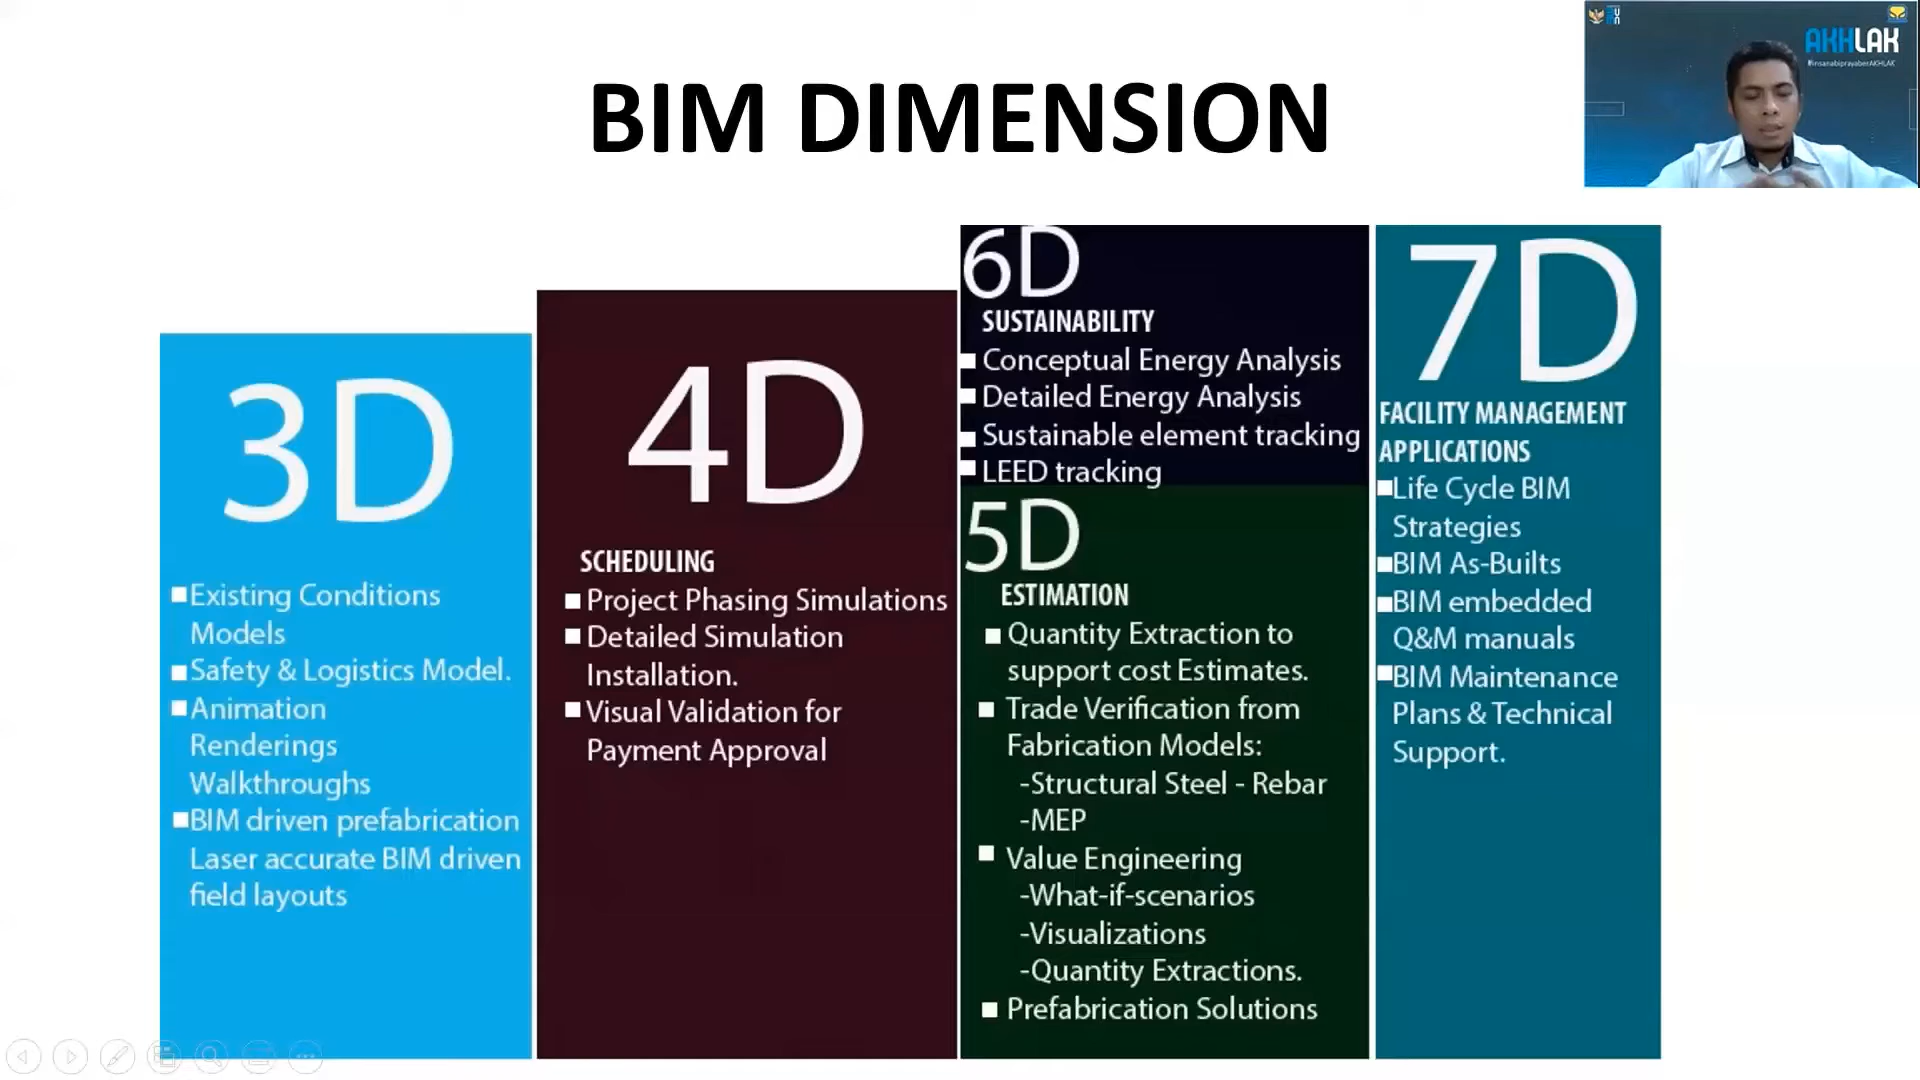 BIM DIMENSION
AKHLAK
#insanabiprayaberAKHLAK
3D
Existing Conditions
Models
Safety & Logistics Model.
Animation
Renderings
Walkthroughs
BIM driven prefabrication
Laser accurate BIM driven
field layouts
4D
SCHEDULING
Project Phasing Simulations
Detailed Simulation
Installation.
Visual Validation for
Payment Approval
6D
SUSTAINABILITY
Conceptual Energy Analysis
Detailed Energy Analysis
Sustainable element tracking
LEED tracking
5D
ESTIMATION
Quantity Extraction to
support cost Estimates.
Trade Verification from
Fabrication Models:
-Structural Steel - Rebar
-MEP
Value Engineering
-What-if-scenarios
-Visualizations
-Quantity Extractions.
Prefabrication Solutions
7D
FACILITY MANAGEMENT
APPLICATIONS
Life Cycle BIM
Strategies
BIM As-Builts
BIM embedded
Q&M manuals
BIM Maintenance
Plans & Technical
Support.